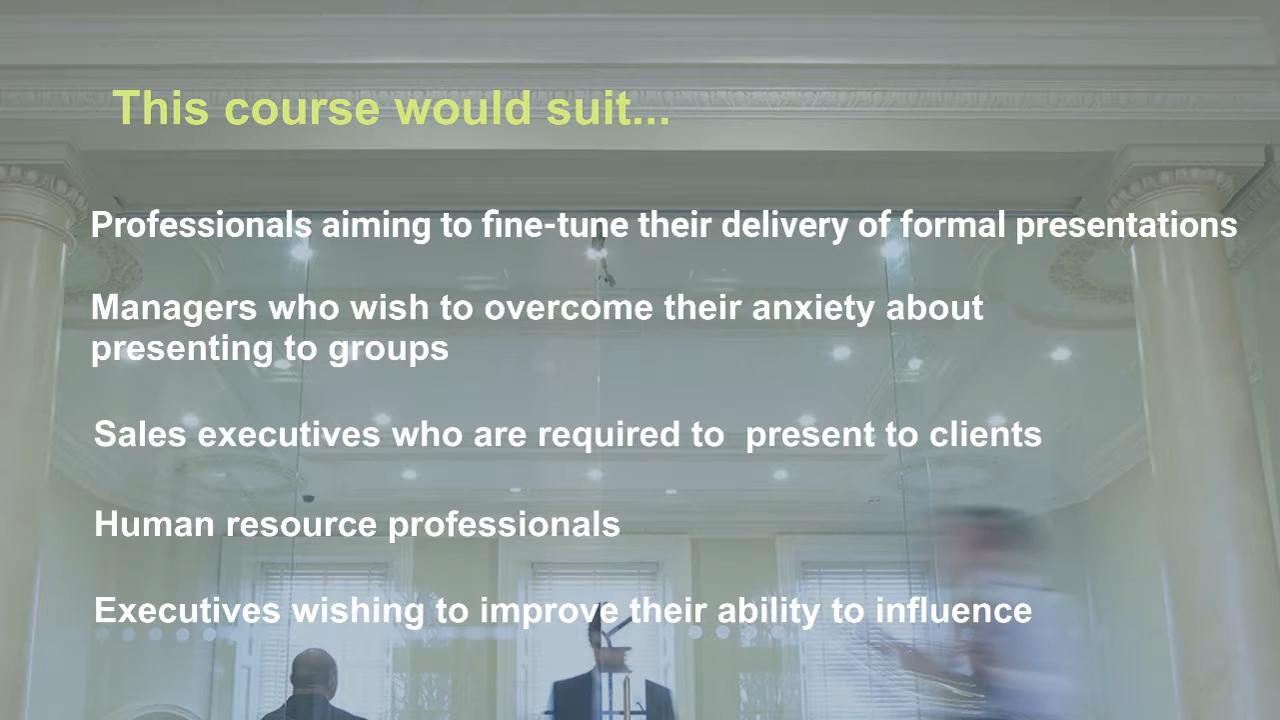 This course would suit...
Professionals aiming to fine-tune their delivery of formal presentations
Managers who wish to overcome their anxiety about
presenting to groups
Sales executives who are required to  present to clients
Human resource professionals
Executives wishing to improve their ability to influence